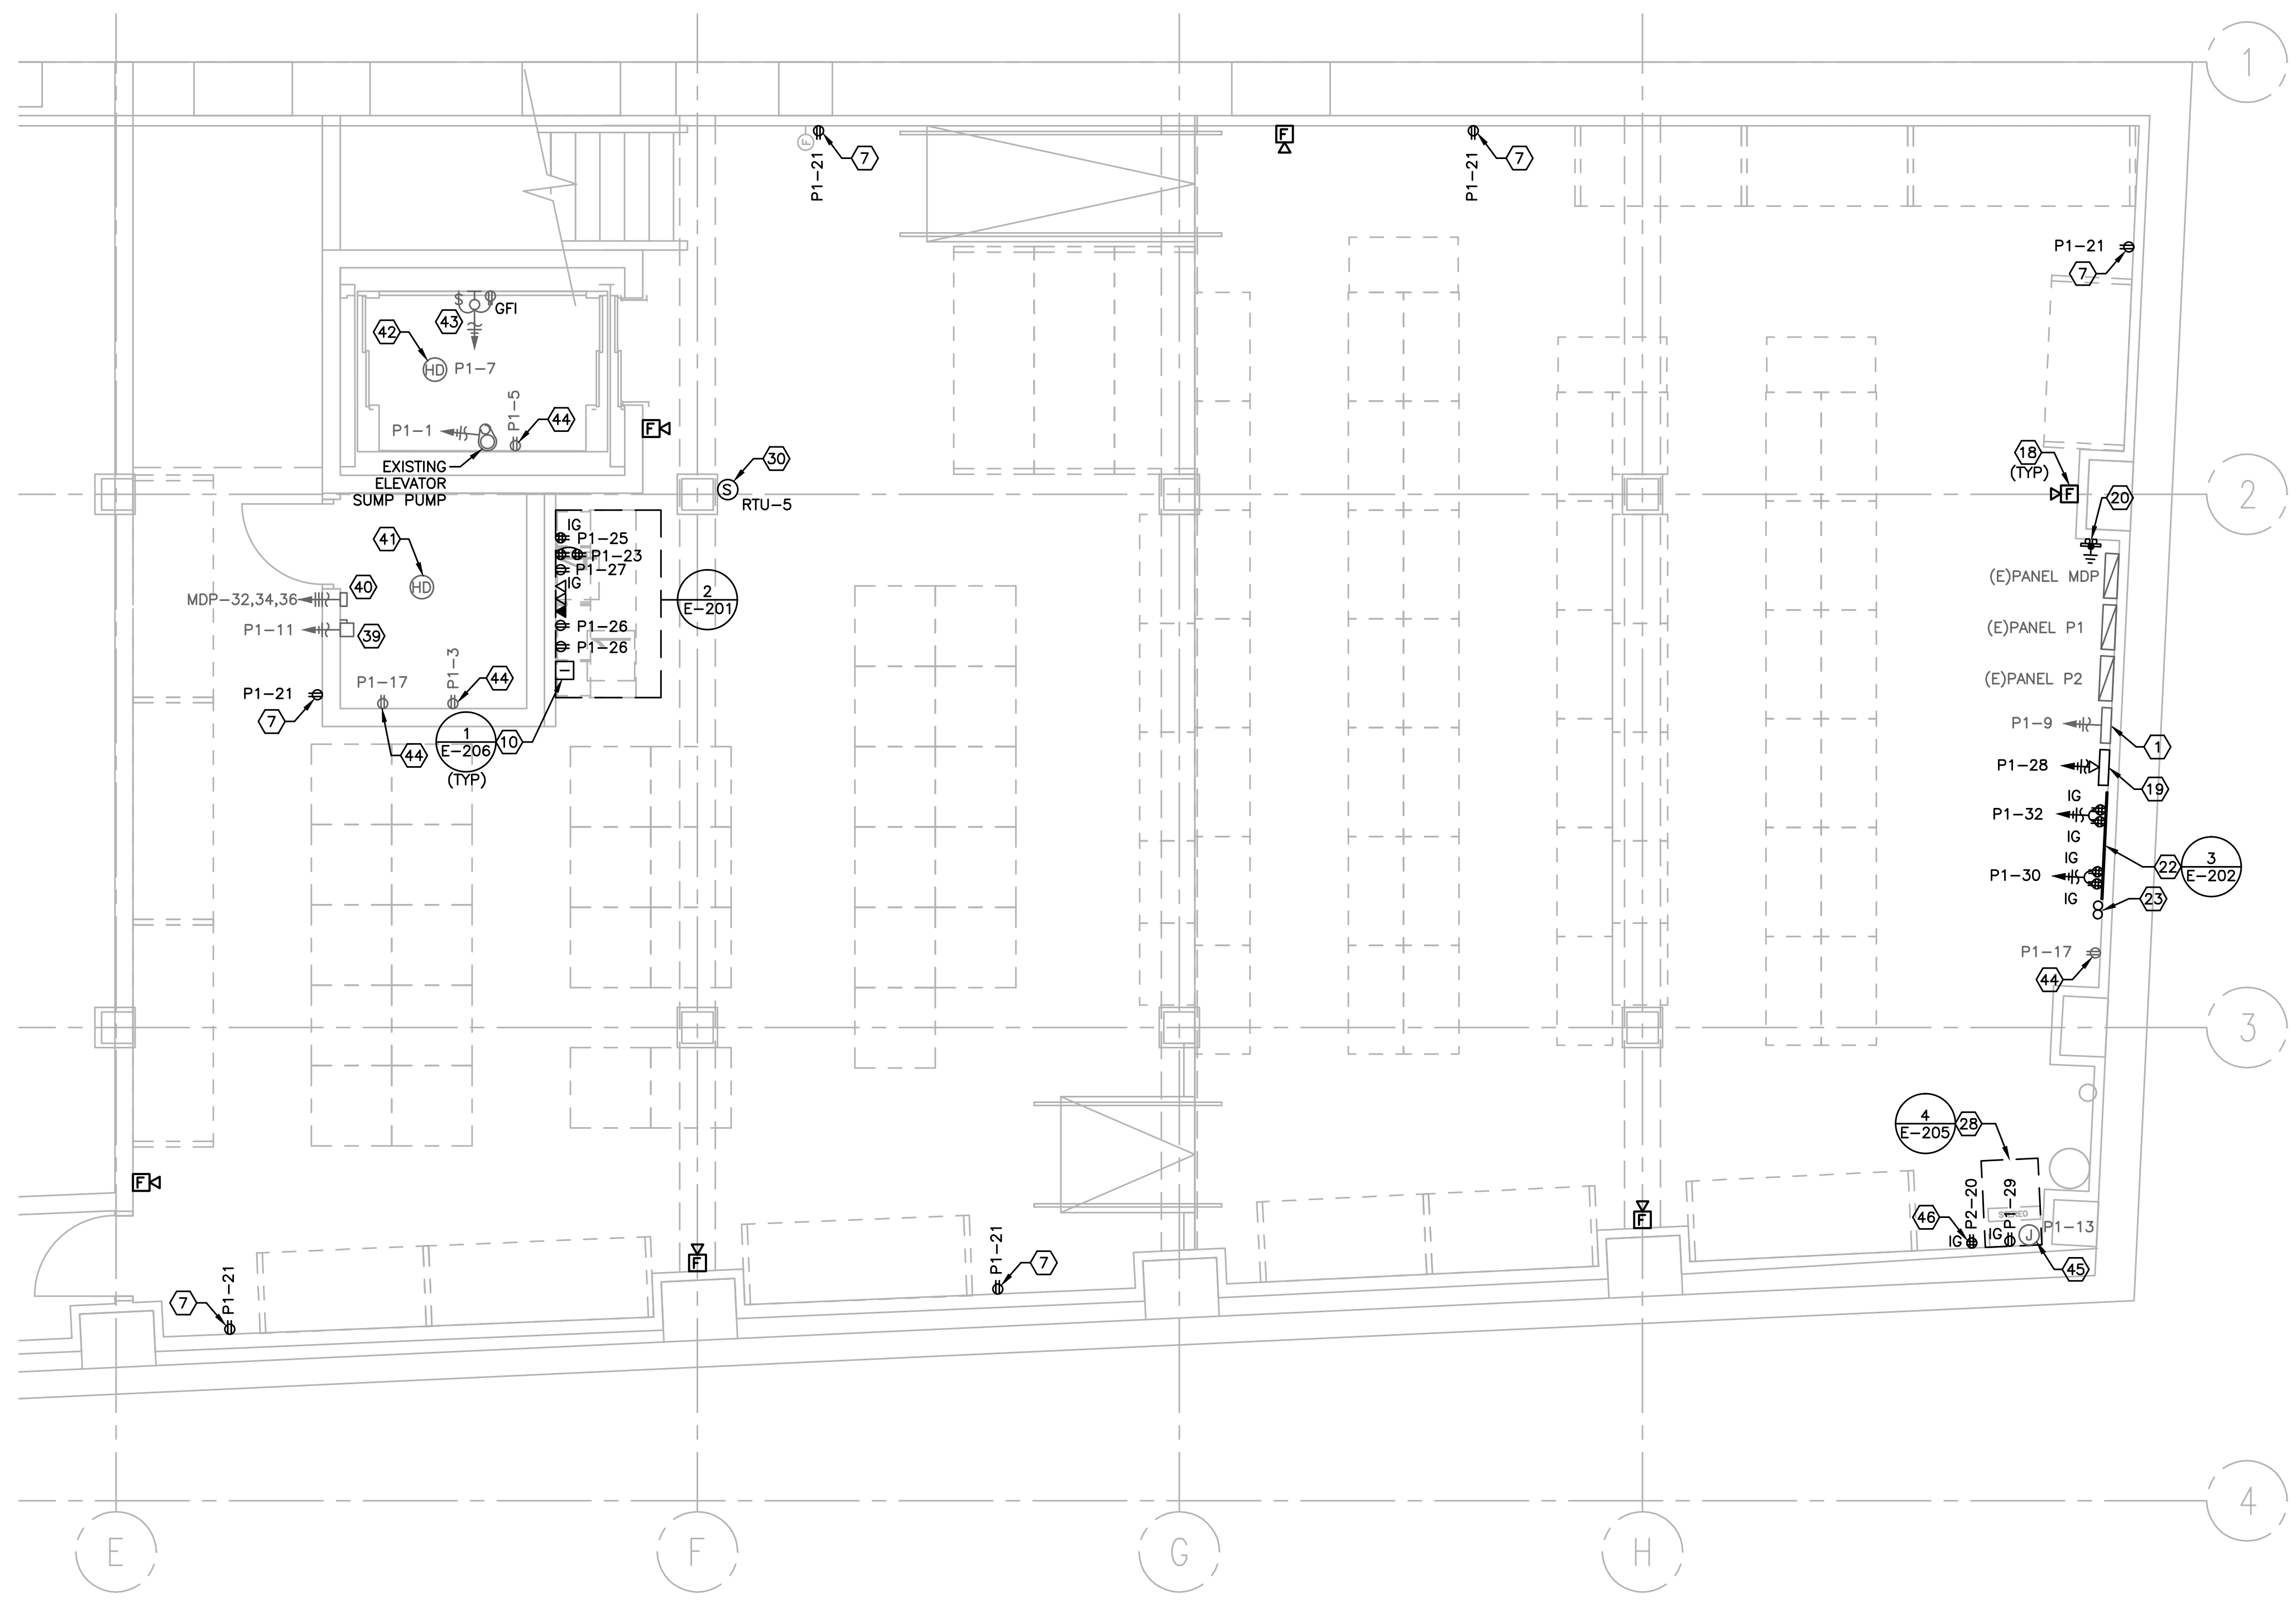 1
F
P1-21
7
F
P1-21
7
P1-21
7
S
GFI
43
42
HD
P1-7
P1-5
44
P1-1
F
EXISTING
ELEVATOR
SUMP PUMP
30
S
RTU-5
18
(TYP)
F
20
2
IG
P1-25
P1-23
P1-27
IG
P1-26
P1-26
2
E-201
41
HD
40
MDP-32,34,36
P1-11
39
P1-3
44
P1-17
P1-21
7
44
1
E-206
10
(TYP)
(E)PANEL MDP
(E)PANEL P1
(E)PANEL P2
P1-9
1
P1-28
19
IG
P1-32
IG
IG
P1-30
IG
22
3
E-202
23
P1-17
44
3
4
E-205
28
F
F
F
46
P2-20
IG
P1-29
IG
STEREO
J
P1-13
45
P1-21
7
P1-21
7
4
E
F
G
H